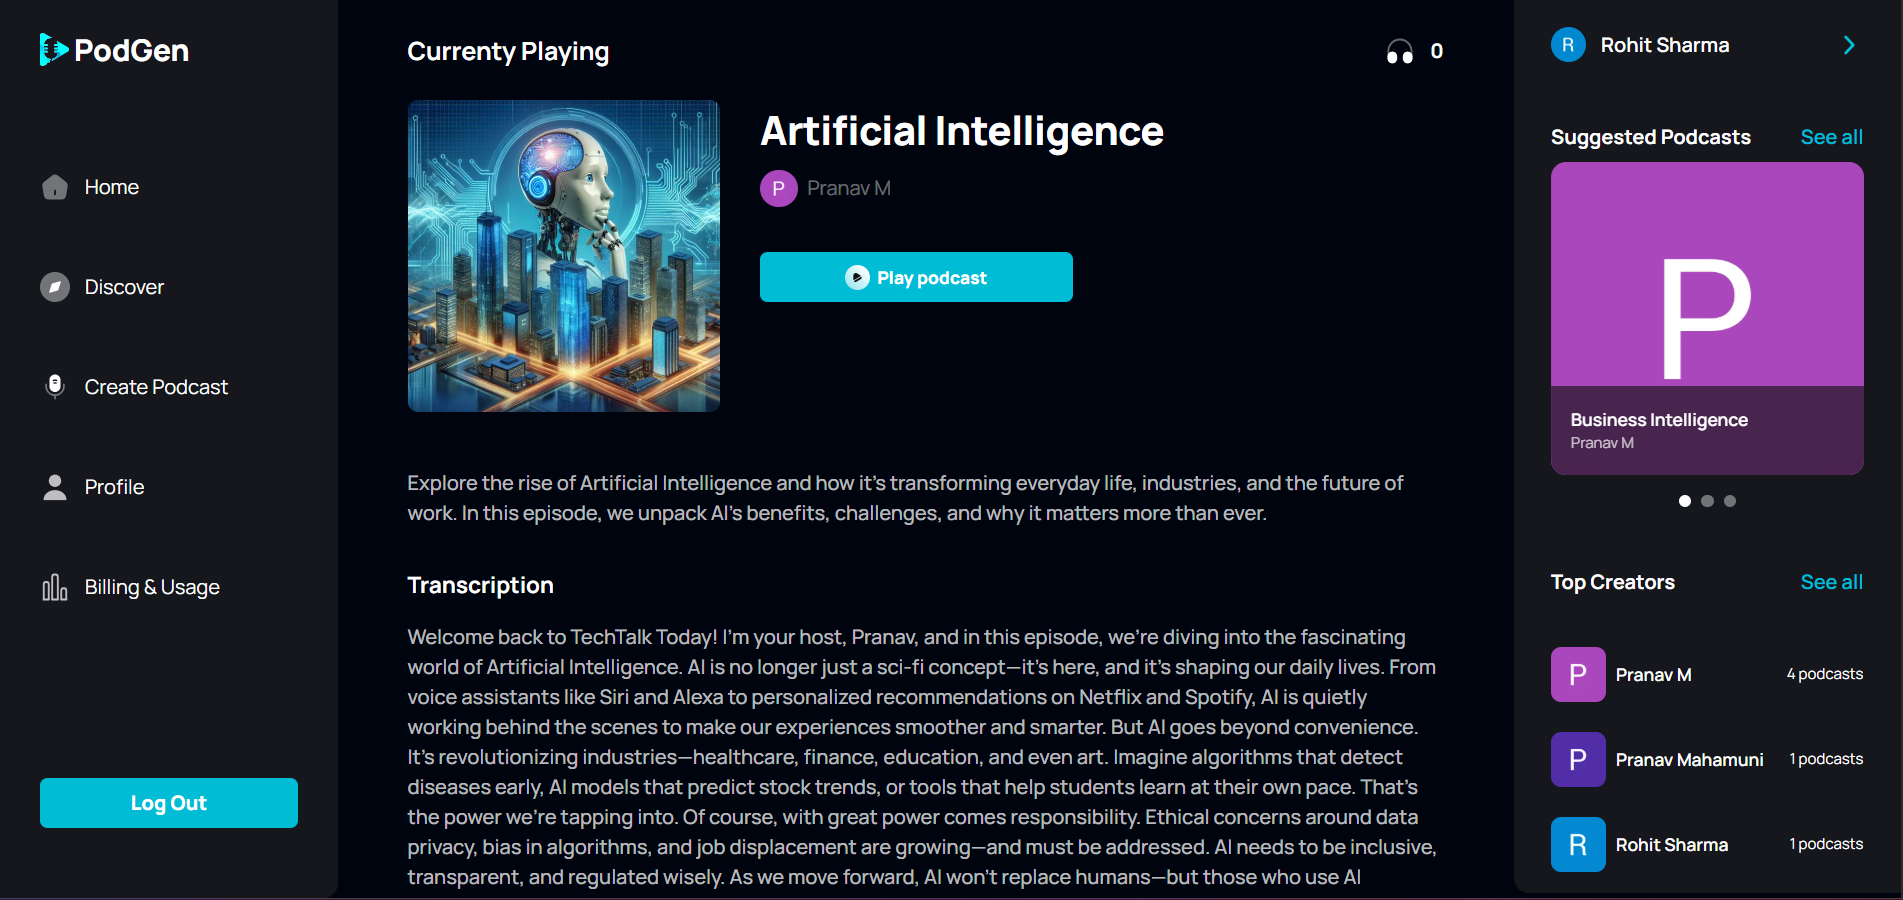 PodGen
Home
Discover
Create Podcast
Profile
Billing & Usage
Log Out
Currenty Playing
0
Artificial Intelligence
P
Pranav M
Play podcast
Explore the rise of Artificial Intelligence and how it's transforming everyday life, industries, and the future of
work. In this episode, we unpack AI's benefits, challenges, and why it matters more than ever.
Transcription
Welcome back to TechTalk Today! I'm your host, Pranav, and in this episode, we're diving into the fascinating
world of Artificial Intelligence. AI is no longer just a sci-fi concept—it's here, and it's shaping our daily lives. From
voice assistants like Siri and Alexa to personalized recommendations on Netflix and Spotify, AI is quietly
working behind the scenes to make our experiences smoother and smarter. But AI goes beyond convenience.
It's revolutionizing industries—healthcare, finance, education, and even art. Imagine algorithms that detect
diseases early, AI models that predict stock trends, or tools that help students learn at their own pace. That's
the power we're tapping into. Of course, with great power comes responsibility. Ethical concerns around data
privacy, bias in algorithms, and job displacement are growing—and must be addressed. AI needs to be inclusive,
transparent, and regulated wisely. As we move forward, AI won't replace humans—but those who use AI
R
Rohit Sharma
Suggested Podcasts
See all
P
Business Intelligence
Pranav M
Top Creators
See all
P
Pranav M
4 podcasts
P
Pranav Mahamuni
1 podcasts
R
Rohit Sharma
1 podcasts